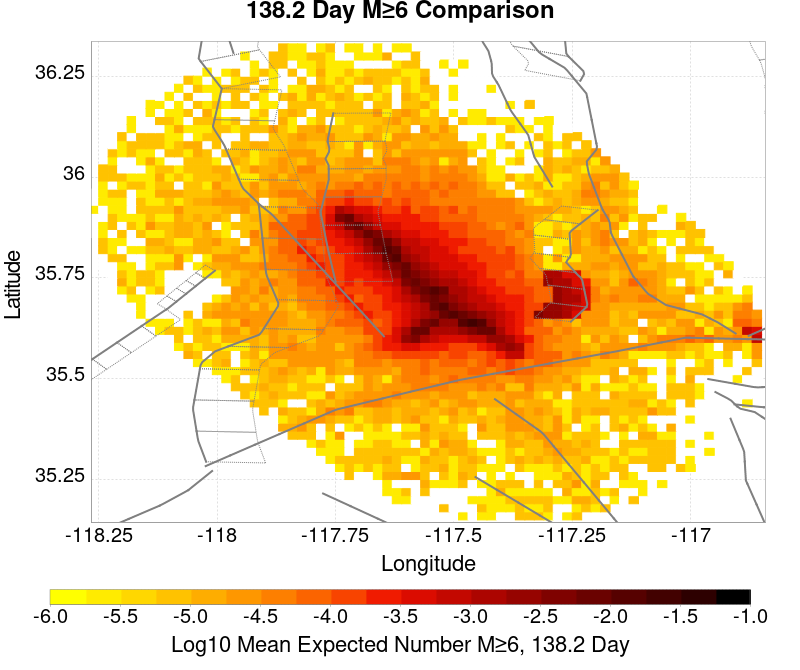 138.2 Day M≥6 Comparison
36.25
36
35.75
35.5
35.25
Latitude
-118.25 -118 -117.75 -117.5 -117.25 -117
Longitude
-6.0 -5.5 -5.0 -4.5 -4.0 -3.5 -3.0 -2.5 -2.0 -1.5 -1.0
Log10 Mean Expected Number M≥6, 138.2 Day